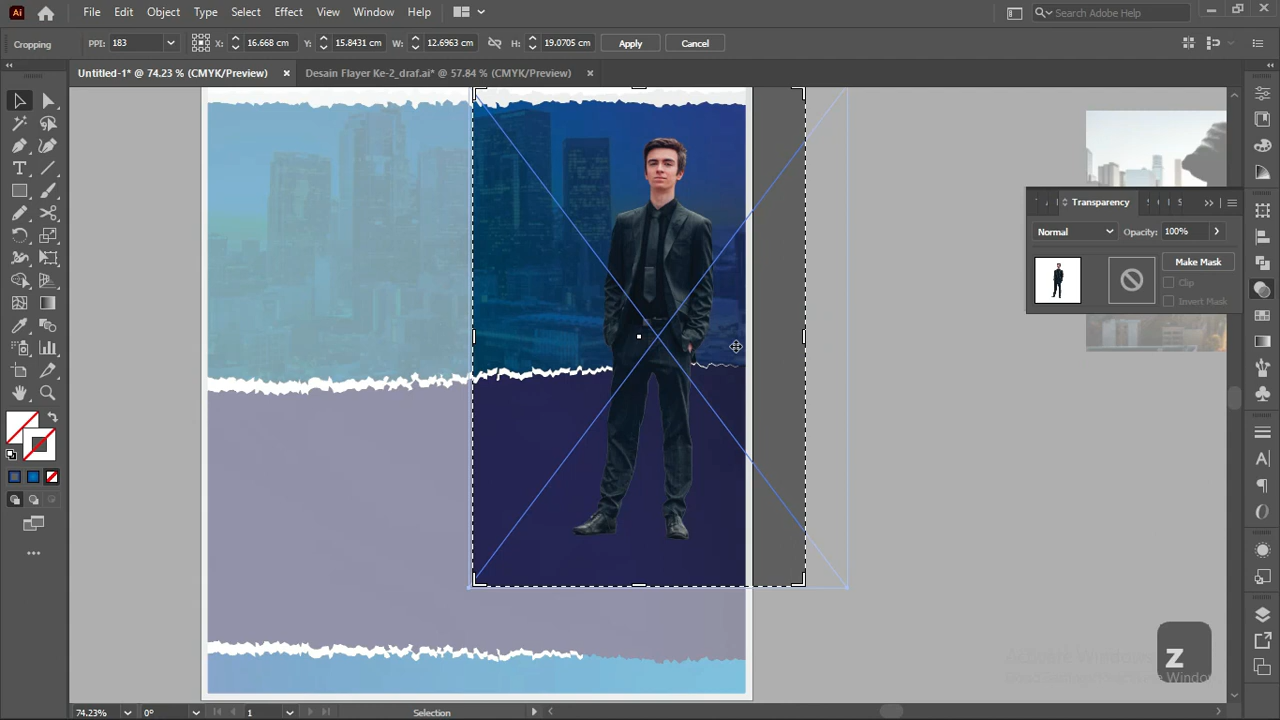 Ai
File Edit Object Type Select Effect View Window Help
Search Adobe Help
Cropping PPI: 183 X: 16.668 cm Y: 15.8431 cm W: 12.6963 cm H: 19.0705 cm Apply Cancel
Untitled-1* @ 74.23 % (CMYK/Preview) × Desain Flayer Ke-2_draf.ai* @ 57.84 % (CMYK/Preview) ×
Transparency
Normal Opacity: 100%
Make Mask
Clip
Invert Mask
z
74.23% 0° 1 Selection